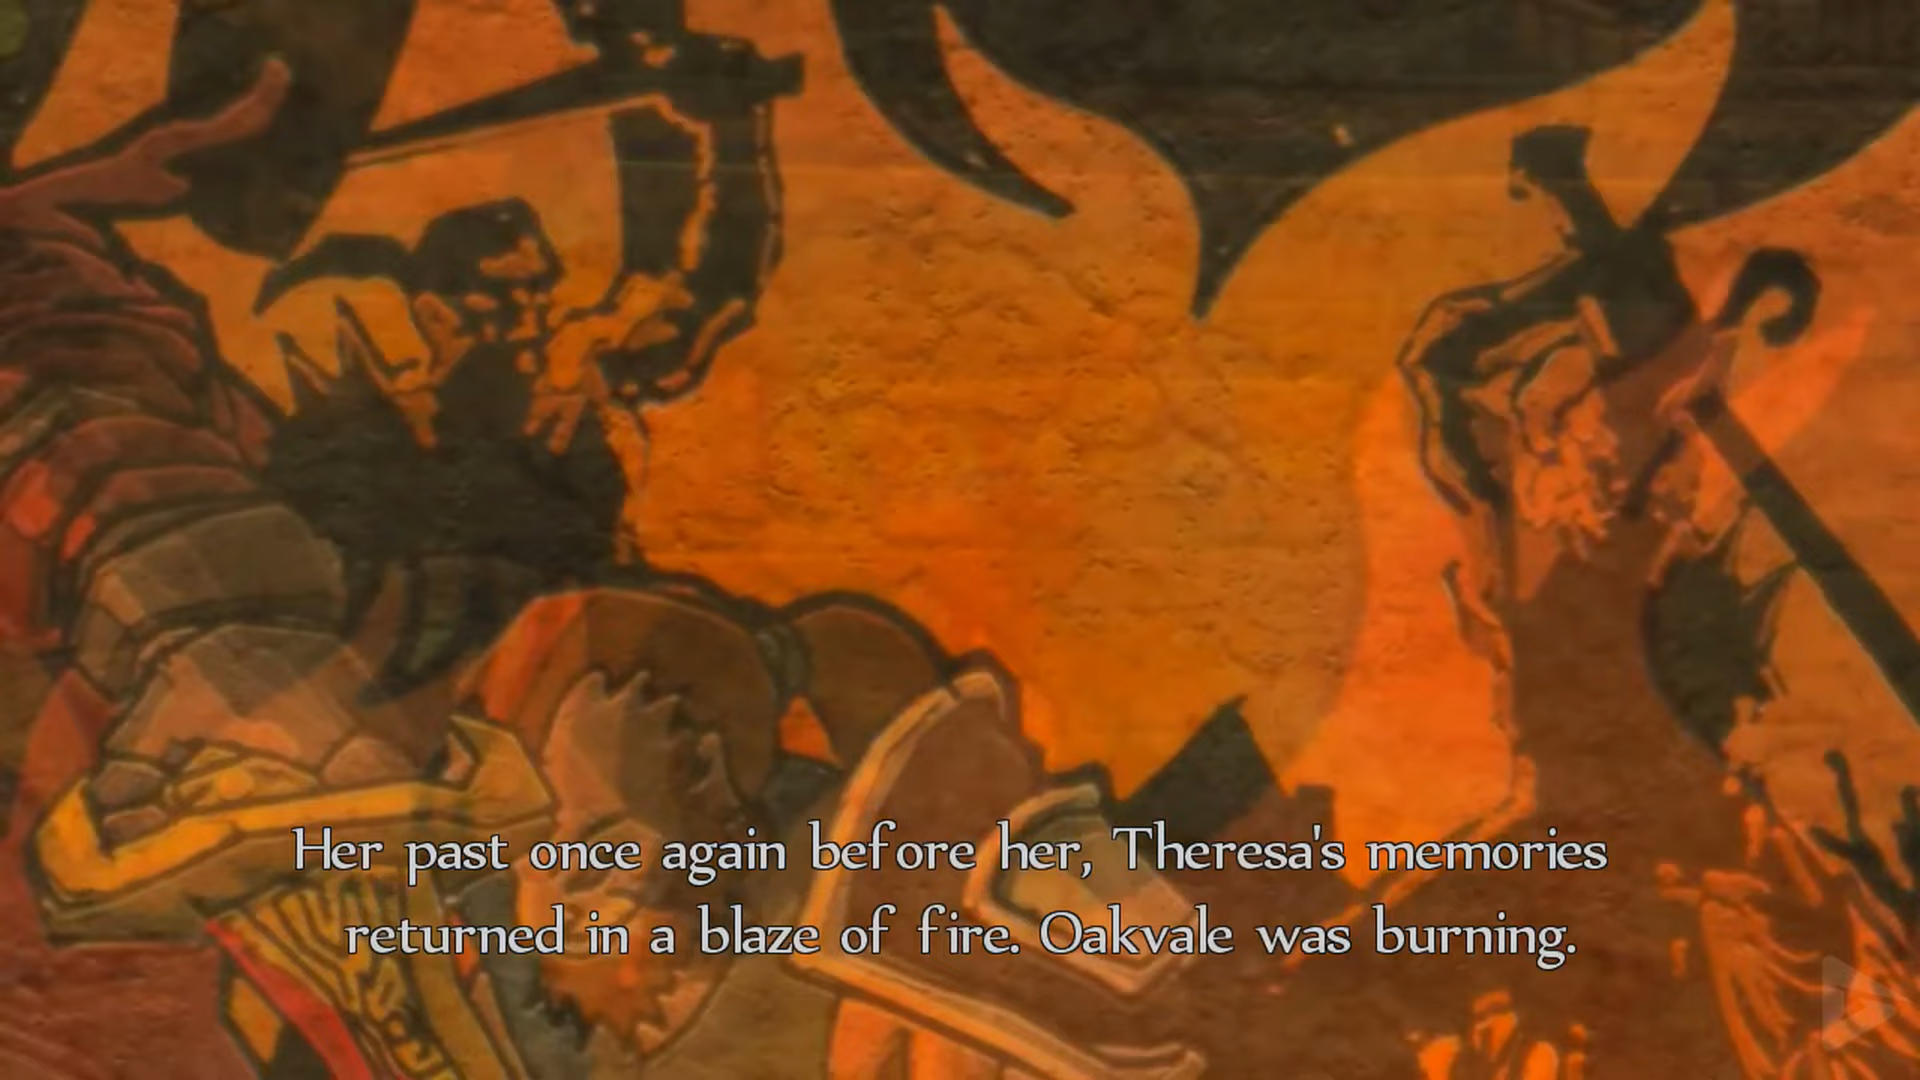 Her past once again before her, Theresa's memories
returned in a blaze of fire. Oakvale was burning.